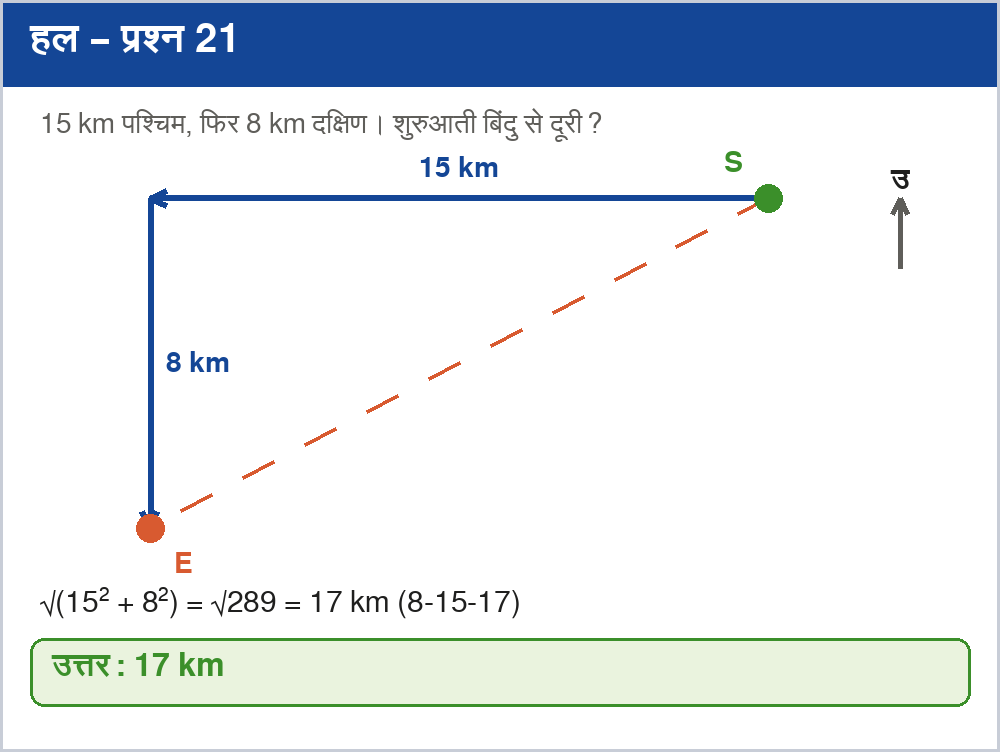 हल – प्रश्न 21
15 km पश्चिम, फिर 8 km दक्षिण। शुरुआती बिंदु से दूरी?
15 km
S
उ
8 km
E
√(15² + 8²) = √289 = 17 km (8-15-17)
उत्तर: 17 km